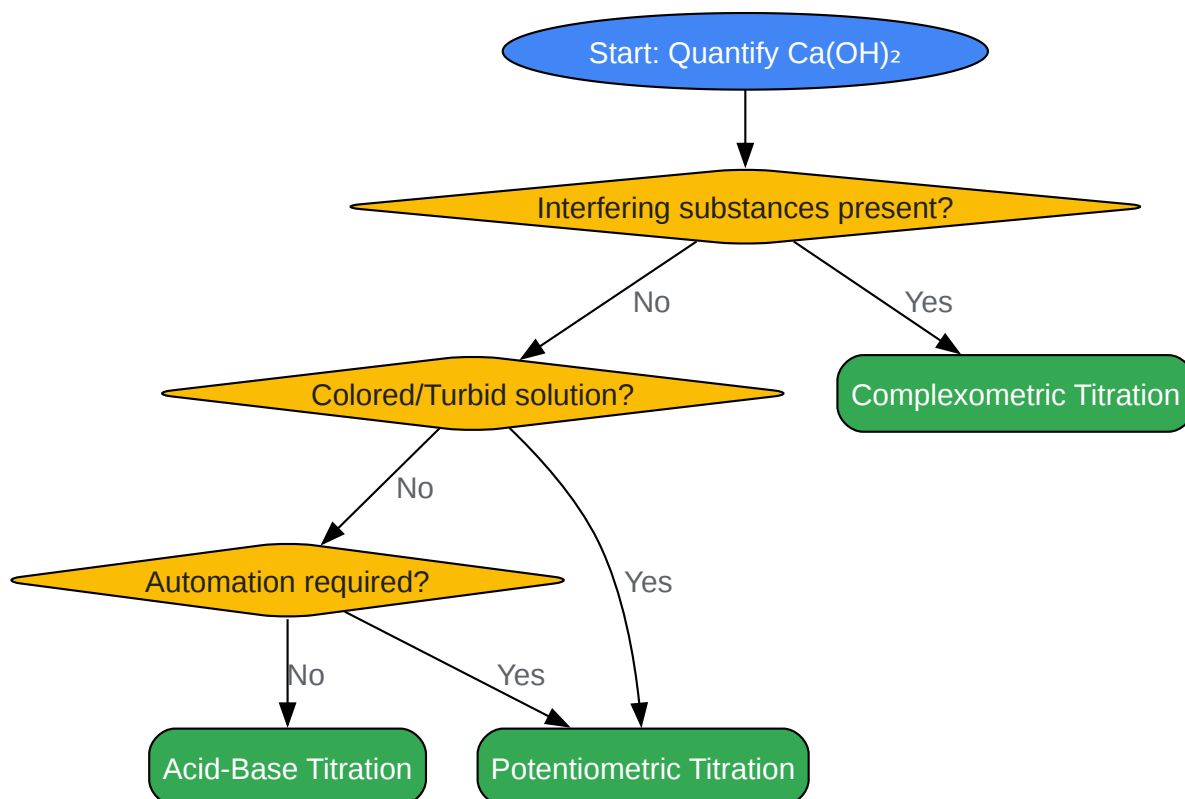 Start: Quantify Ca(OH)₂
Interfering substances present?
No
Yes
Colored/Turbid solution?
Complexometric Titration
No
Automation required?
Yes
No
Yes
Acid-Base Titration
Potentiometric Titration